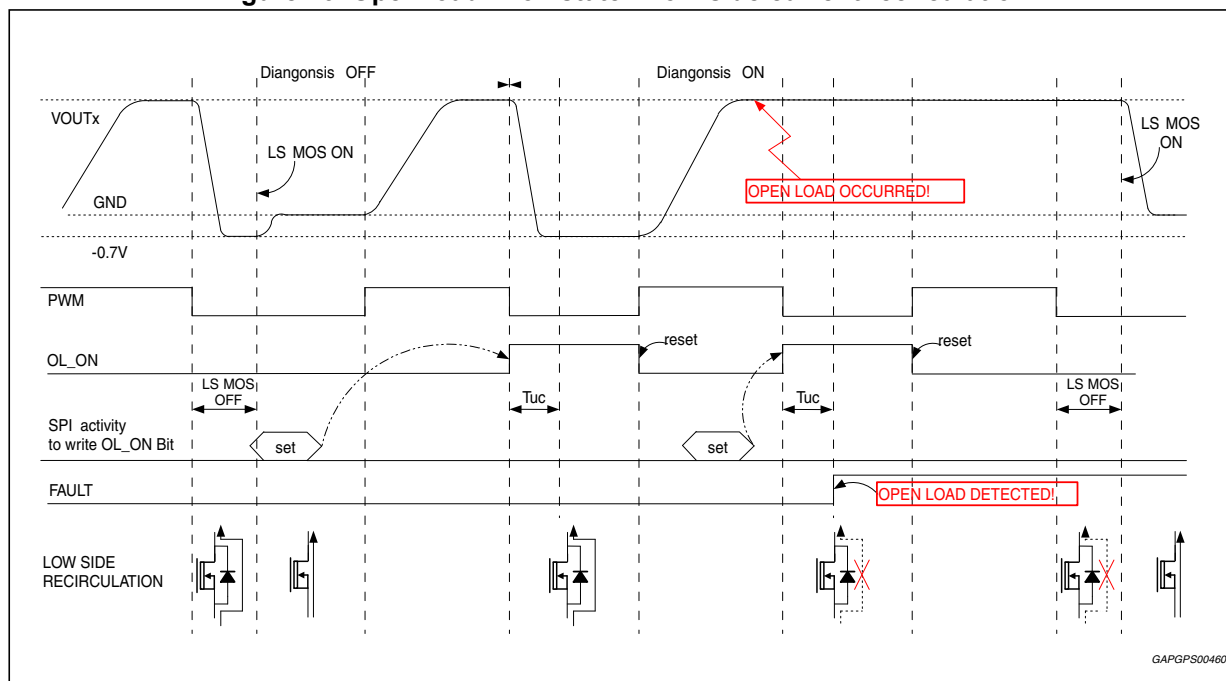 Diangonsis OFF
Diangonsis ON
VOUTx
LS MOS ON
LS MOS
ON
OPEN LOAD OCCURRED!
GND
-0.7V
PWM
OL_ON
reset
reset
LS MOS
OFF
Tuc
Tuc
LS MOS
OFF
SPI activity
to write OL_ON Bit
set
set
FAULT
OPEN LOAD DETECTED!
LOW SIDE
RECIRCULATION
GAPGPS00460